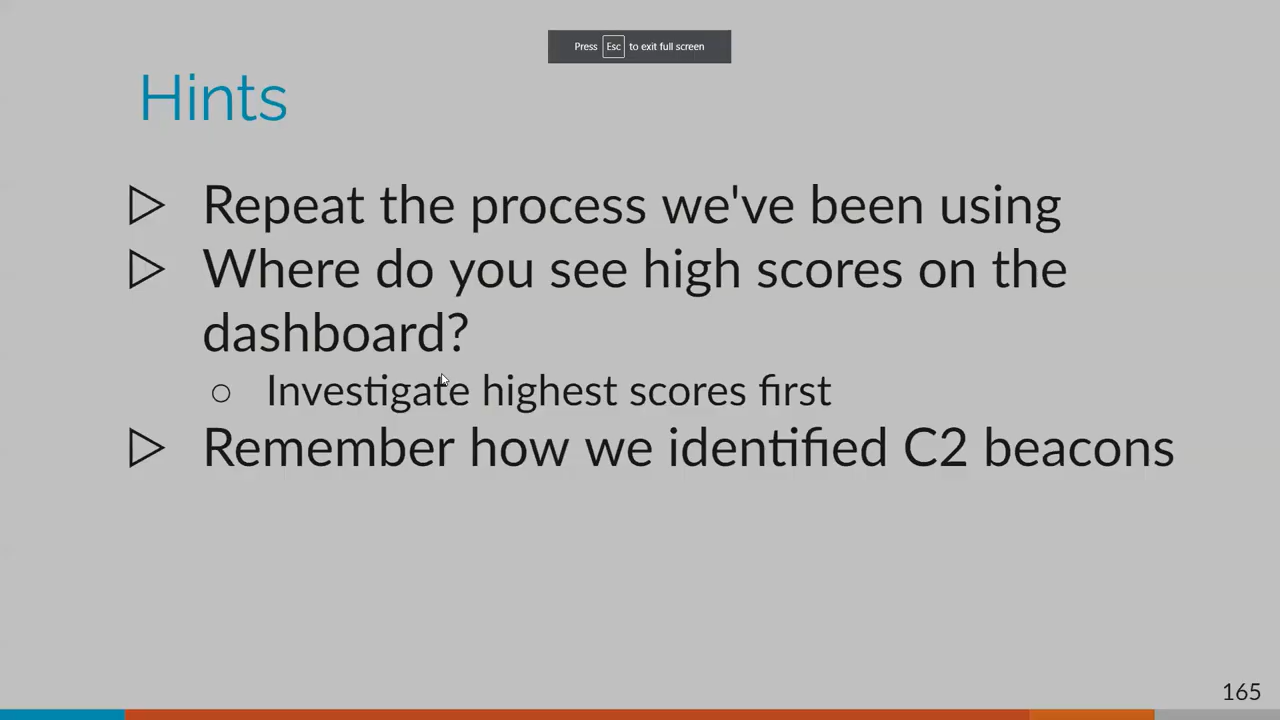 Press Esc to exit full screen
Hints
Repeat the process we've been using
Where do you see high scores on the
dashboard?
Investigate highest scores first
Remember how we identified C2 beacons
165